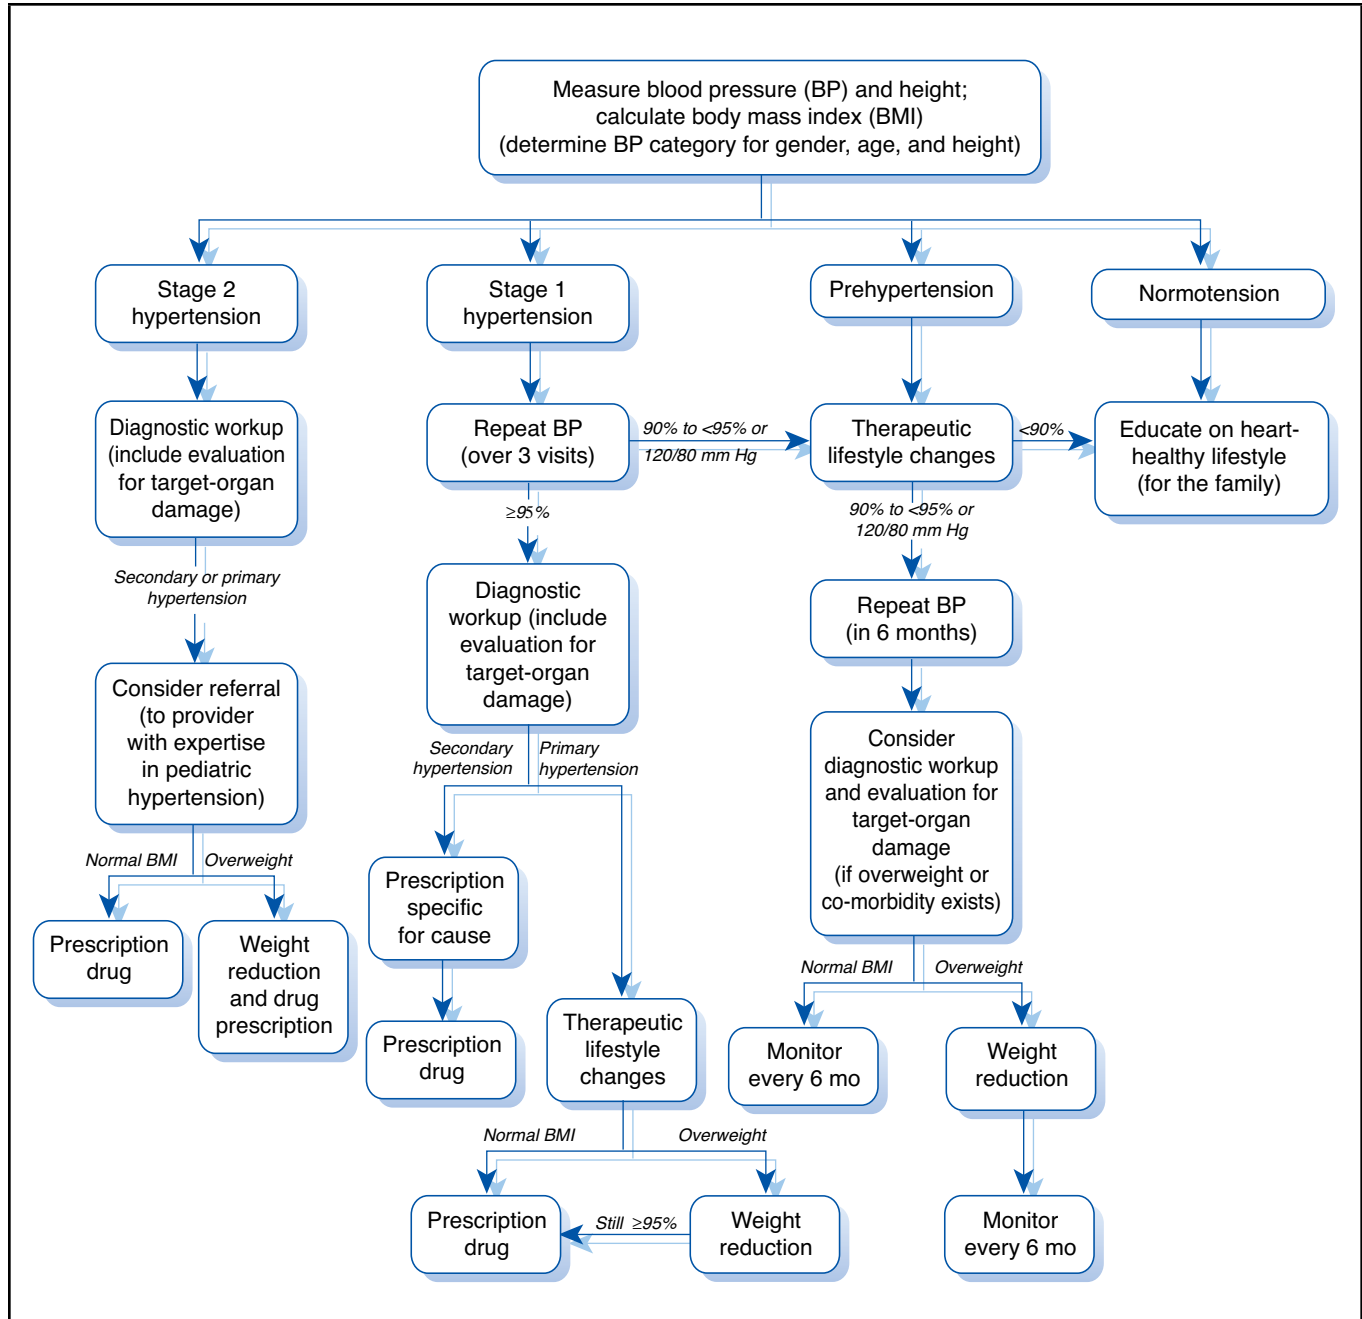 Measure blood pressure (BP) and height;
calculate body mass index (BMI)
(determine BP category for gender, age, and height)
Stage 2
hypertension
Stage 1
hypertension
Prehypertension
Normotension
Diagnostic workup
(include evaluation
for target-organ
damage)
Repeat BP
(over 3 visits)
90% to <95% or
120/80 mm Hg
Therapeutic
lifestyle changes
<90%
Educate on heart-
healthy lifestyle
(for the family)
≥95%
90% to <95% or
120/80 mm Hg
Secondary or primary
hypertension
Diagnostic
workup (include
evaluation for
target-organ
damage)
Repeat BP
(in 6 months)
Consider referral
(to provider
with expertise
in pediatric
hypertension)
Secondary
hypertension
Primary
hypertension
Consider
diagnostic workup
and evaluation for
target-organ
damage
(if overweight or
co-morbidity exists)
Normal BMI
Overweight
Prescription
drug
Weight
reduction
and drug
prescription
Prescription
specific
for cause
Prescription
drug
Therapeutic
lifestyle
changes
Normal BMI
Overweight
Monitor
every 6 mo
Weight
reduction
Normal BMI
Overweight
Prescription
drug
Still ≥95%
Weight
reduction
Monitor
every 6 mo